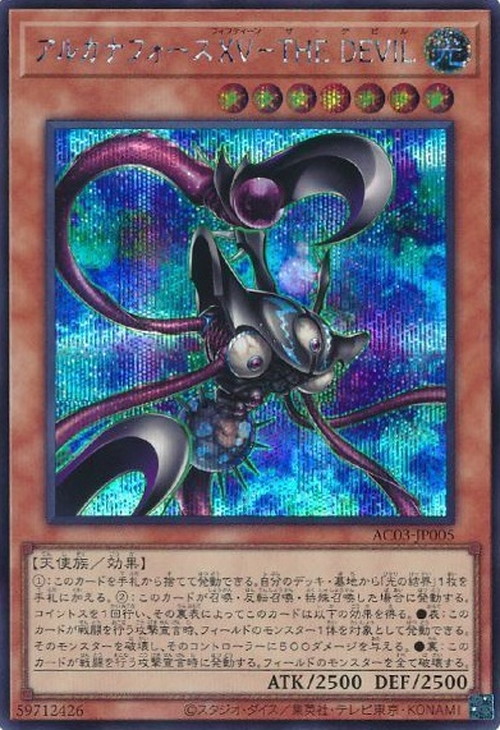 アルカナフォースXV－THE DEVIL 光
フィフティーン ザ・デビル
AC03-JP005
【天使族／効果】
①：このカードを手札から捨てて発動できる。自分のデッキ・墓地から「光の結界」1枚を
手札に加える。②：このカードが召喚・反転召喚・特殊召喚した場合に発動する。
コイントスを1回行い、その裏表によってこのカードは以下の効果を得る。●表：この
カードが戦闘を行う攻撃宣言時、フィールドのモンスター1体を対象として発動できる。
そのモンスターを破壊し、そのコントローラーに500ダメージを与える。●裏：この
カードが戦闘を行う攻撃宣言時に発動する。フィールドのモンスターを全て破壊する。
ATK/2500 DEF/2500
59712426 ©スタジオ・ダイス／集英社・テレビ東京・KONAMI